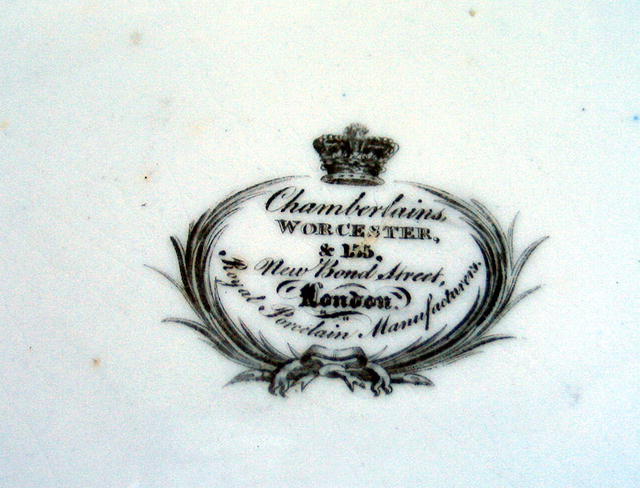 Chamberlains,
WORCESTER,
& 155,
New Bond Street,
London.
Royal Porcelain Manufacturers.